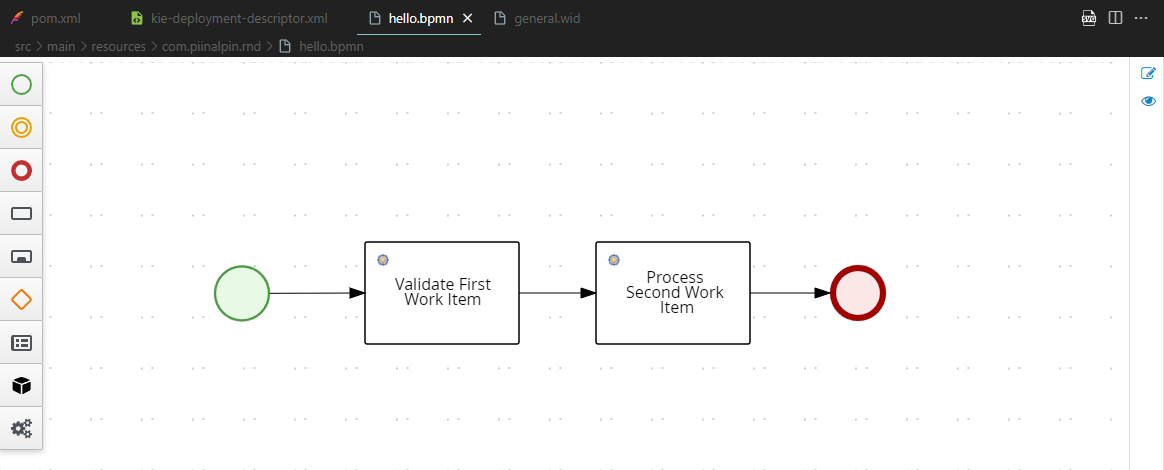 pom.xml
kie-deployment-descriptor.xml
hello.bpmn
general.wid
SVG
src > main > resources > com.piinalpin.rnd > hello.bpmn
Validate First
Work Item
Process
Second Work
Item